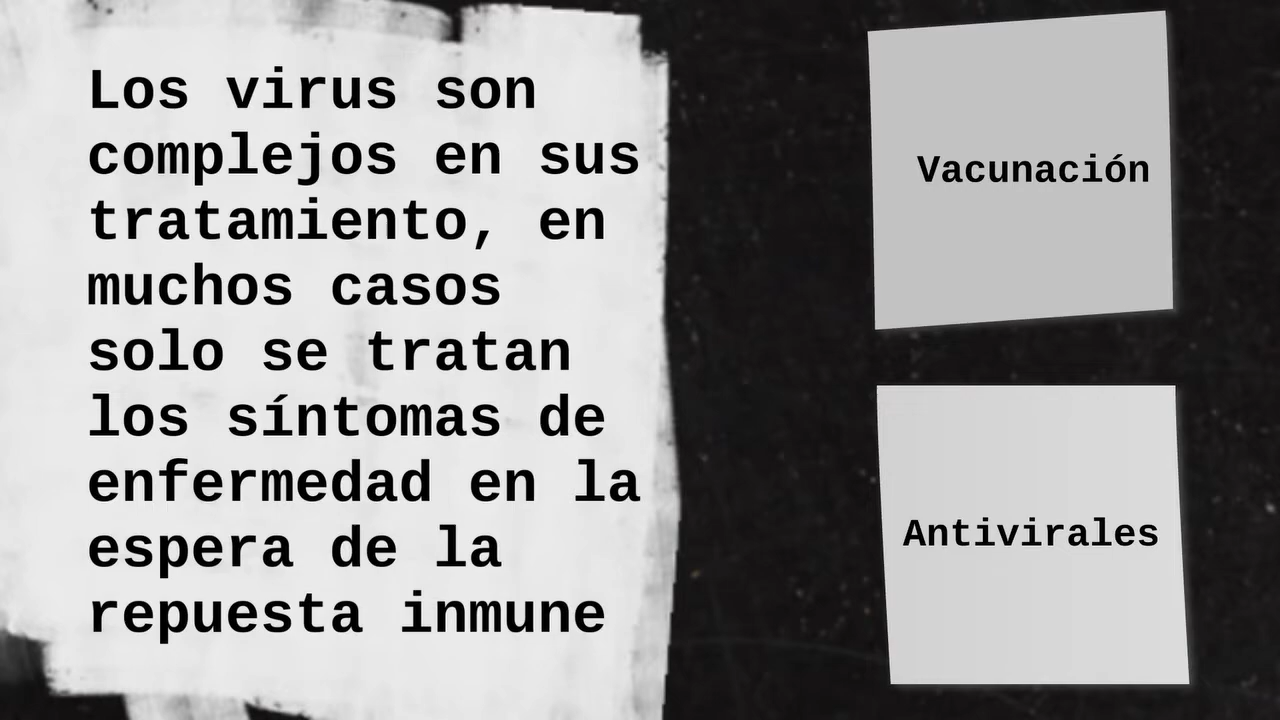 Los virus son
complejos en sus
tratamiento, en
muchos casos
solo se tratan
los síntomas de
enfermedad en la
espera de la
repuesta inmune
Vacunación
Antivirales